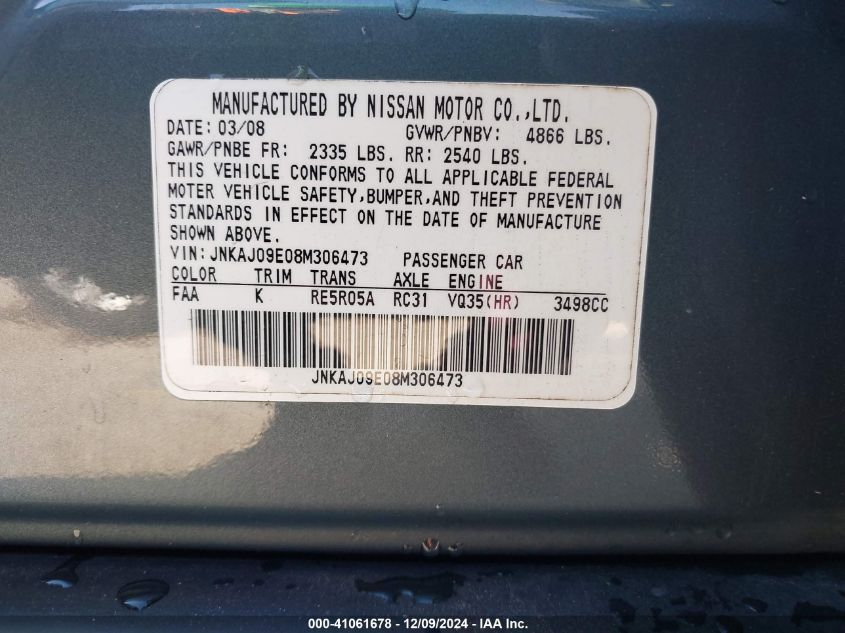 MANUFACTURED BY NISSAN MOTOR CO.,LTD.
DATE: 03/08 GVWR/PNBV: 4866 LBS.
GAWR/PNBE FR: 2335 LBS. RR: 2540 LBS.
THIS VEHICLE CONFORMS TO ALL APPLICABLE FEDERAL
MOTER VEHICLE SAFETY,BUMPER,AND THEFT PREVENTION
STANDARDS IN EFFECT ON THE DATE OF MANUFACTURE
SHOWN ABOVE.
VIN:JNKAJ09E08M306473 PASSENGER CAR
COLOR TRIM TRANS AXLE ENGINE
FAA K RE5R05A RC31 VQ35(HR) 3498CC
JNKAJ09E08M306473
000-41061678 - 12/09/2024 - IAA Inc.